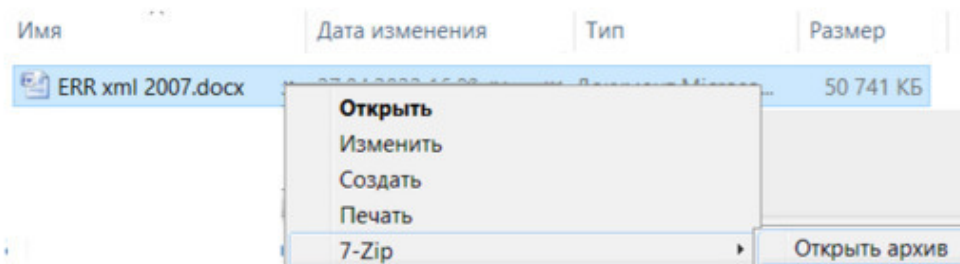 Имя Дата изменения Тип Размер
ERR xml 2007.docx 50 741 КБ
Открыть
Изменить
Создать
Печать
7-Zip Открыть архив